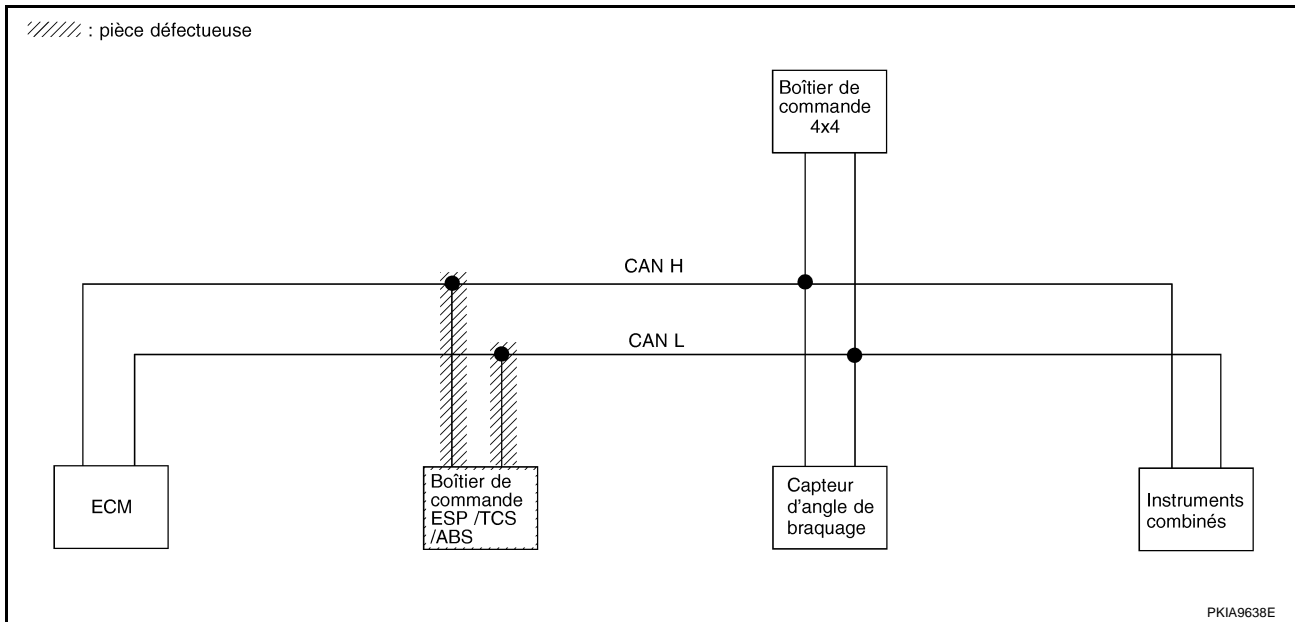 : pièce défectueuse
Boîtier de
commande
4x4
CAN H
CAN L
ECM
Boîtier de
commande
ESP /TCS
/ABS
Capteur
d'angle de
braquage
Instruments
combinés
PKIA9638E